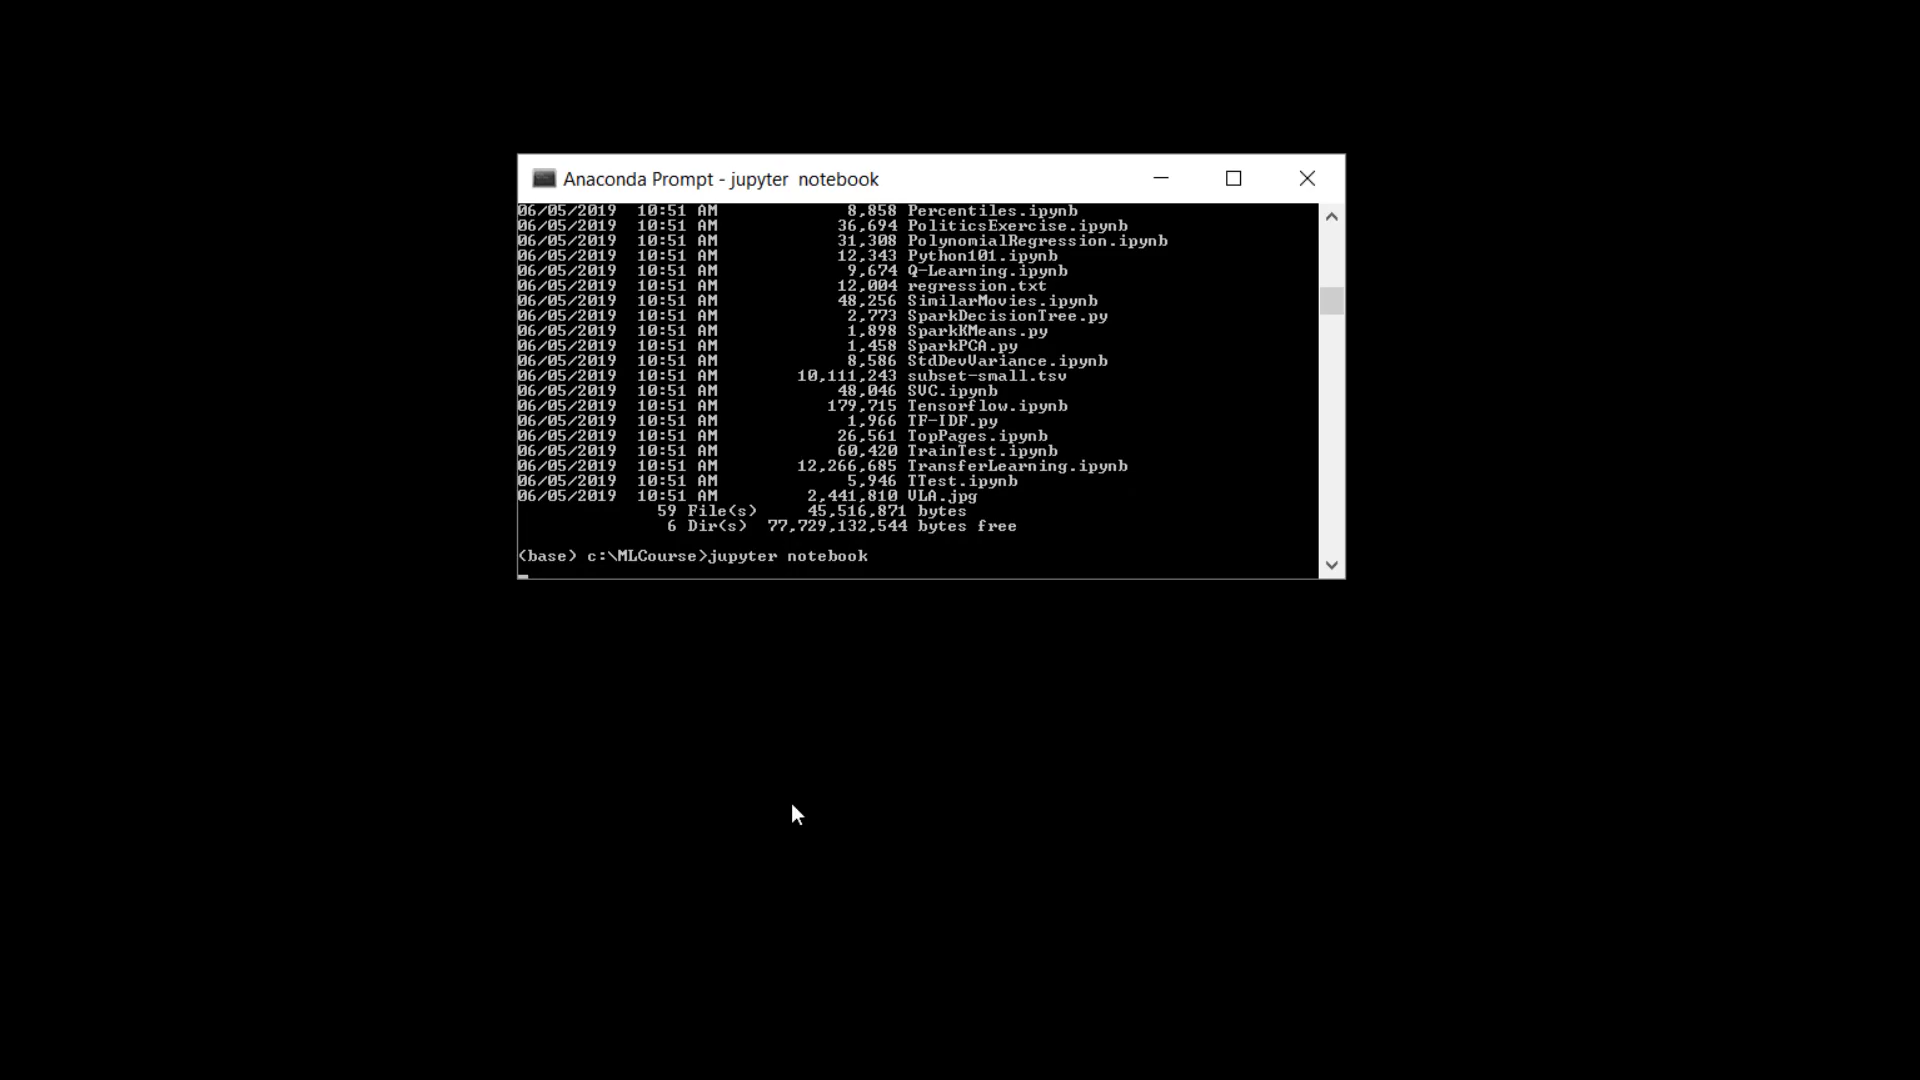 Anaconda Prompt - jupyter  notebook
06/05/2019  10:51 AM             8,858 Percentiles.ipynb
06/05/2019  10:51 AM            36,694 PoliticsExercise.ipynb
06/05/2019  10:51 AM            31,308 PolynomialRegression.ipynb
06/05/2019  10:51 AM            12,343 Python101.ipynb
06/05/2019  10:51 AM             9,674 Q-Learning.ipynb
06/05/2019  10:51 AM            12,004 regression.txt
06/05/2019  10:51 AM            48,256 SimilarMovies.ipynb
06/05/2019  10:51 AM             2,773 SparkDecisionTree.py
06/05/2019  10:51 AM             1,898 SparkKMeans.py
06/05/2019  10:51 AM             1,458 SparkPCA.py
06/05/2019  10:51 AM             8,586 StdDevVariance.ipynb
06/05/2019  10:51 AM        10,111,243 subset-small.tsv
06/05/2019  10:51 AM            48,046 SVC.ipynb
06/05/2019  10:51 AM           179,715 Tensorflow.ipynb
06/05/2019  10:51 AM             1,966 TF-IDF.py
06/05/2019  10:51 AM            26,561 TopPages.ipynb
06/05/2019  10:51 AM            60,420 TrainTest.ipynb
06/05/2019  10:51 AM        12,266,685 TransferLearning.ipynb
06/05/2019  10:51 AM             5,946 TTest.ipynb
06/05/2019  10:51 AM         2,441,810 VLA.jpg
59 File(s)     45,516,871 bytes
6 Dir(s)  77,729,132,544 bytes free
(base) c:\MLCourse>jupyter notebook